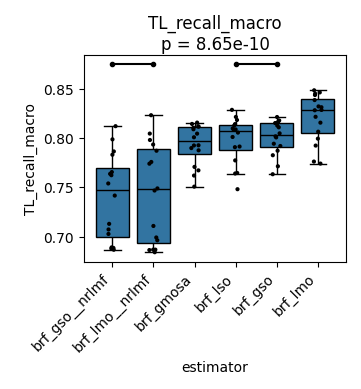 TL_recall_macro
p = 8.65e-10
TL_recall_macro
0.85
0.80
0.75
0.70
brf_gso__nrlmf
brf_lmo__nrlmf
brf_gmosa
brf_lso
brf_gso
brf_lmo
estimator